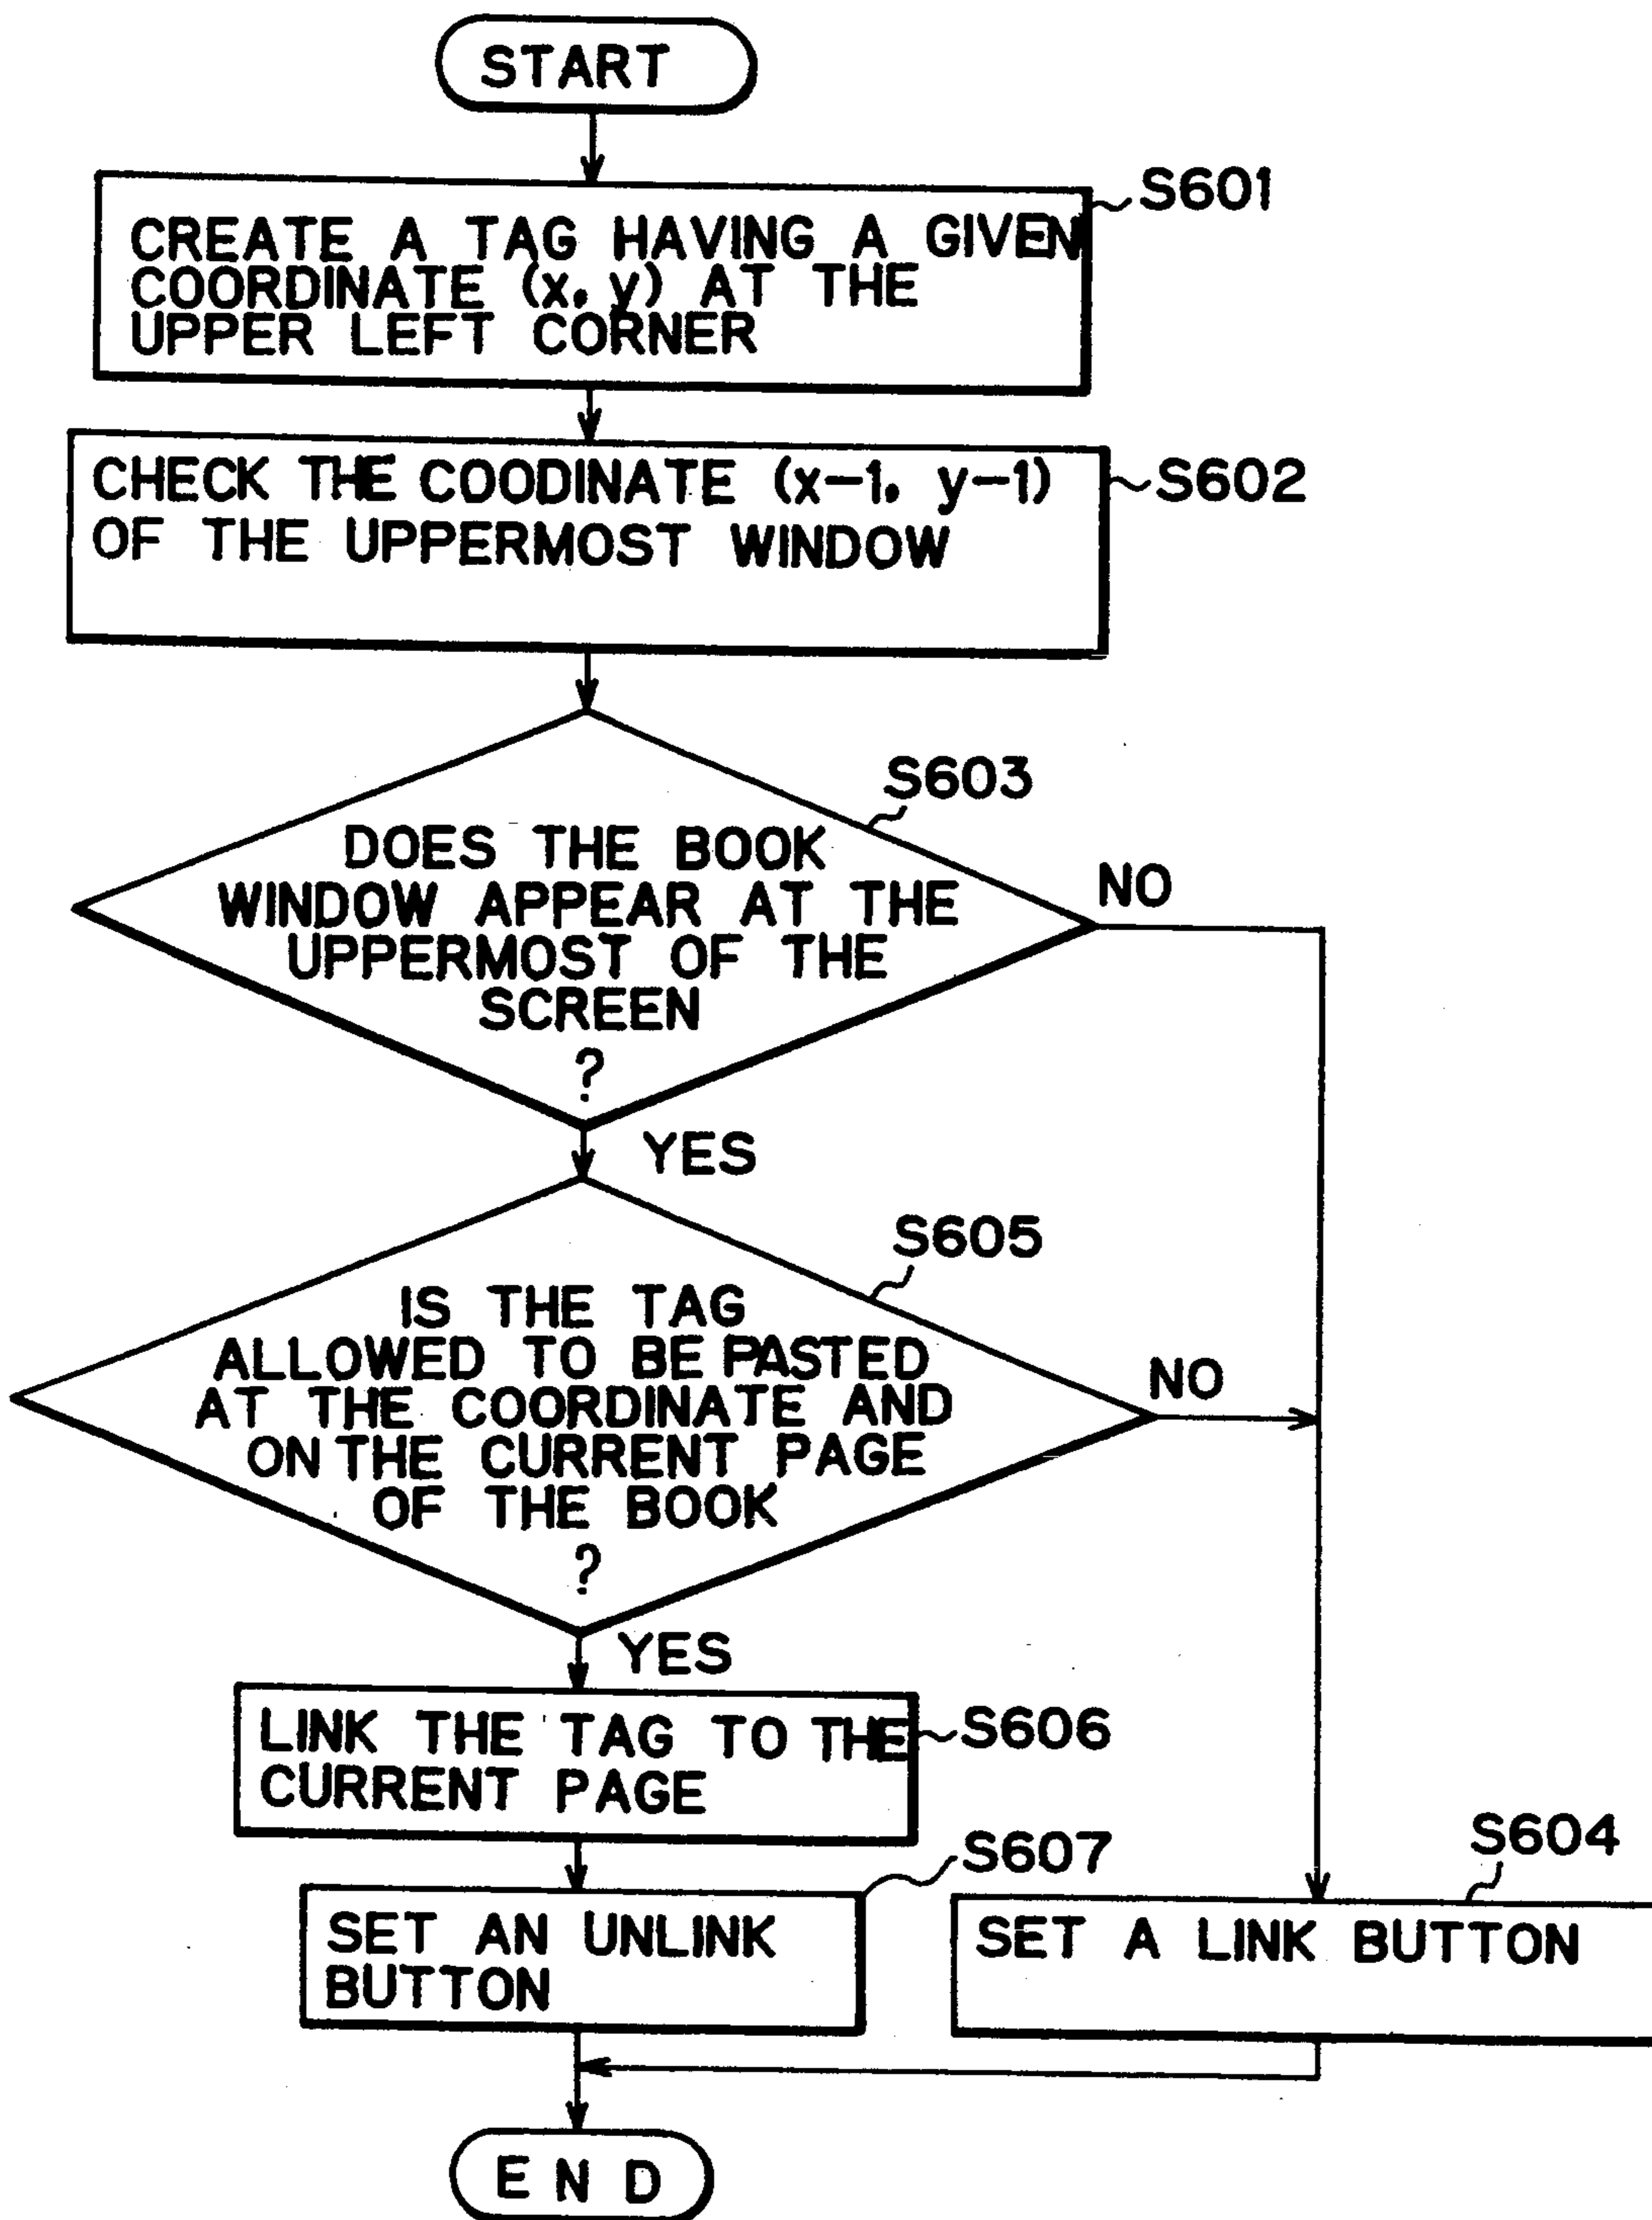 START
S601
CREATE A TAG HAVING A GIVEN
COORDINATE (x, y) AT THE
UPPER LEFT CORNER
S602
CHECK THE COODINATE (x-1, y-1)
OF THE UPPERMOST WINDOW
S603
DOES THE BOOK
WINDOW APPEAR AT THE
UPPERMOST OF THE
SCREEN
?
NO
YES
S605
IS THE TAG
ALLOWED TO BE PASTED
AT THE COORDINATE AND
ON THE CURRENT PAGE
OF THE BOOK
?
NO
YES
LINK THE TAG TO THE
CURRENT PAGE
S606
S607
SET AN UNLINK
BUTTON
S604
SET A LINK BUTTON
END